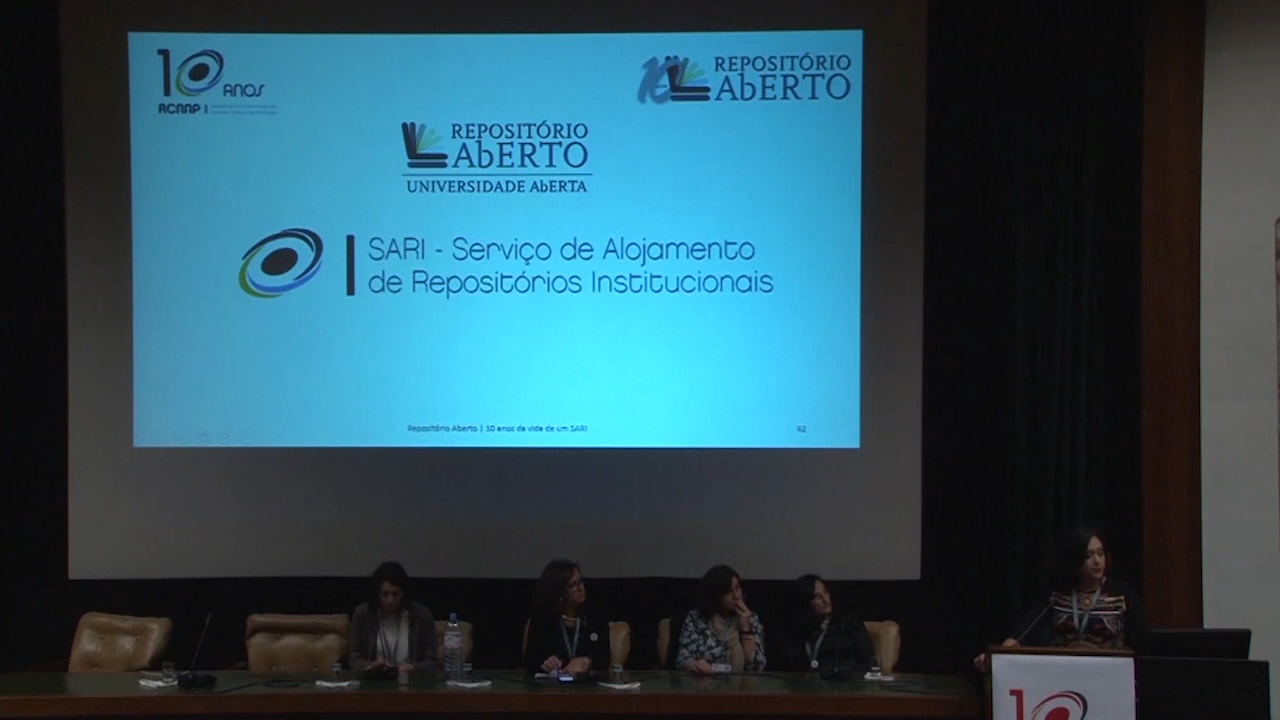 10 ANOS
RCAAP
REPOSITÓRIO
AbERTO
REPOSITÓRIO
AbERTO
UNIVERSIDADE AbERTA
SARI - Serviço de Alojamento
de Repositórios Institucionais
Repositório Aberto | 10 anos da vida de um SARI
42
10